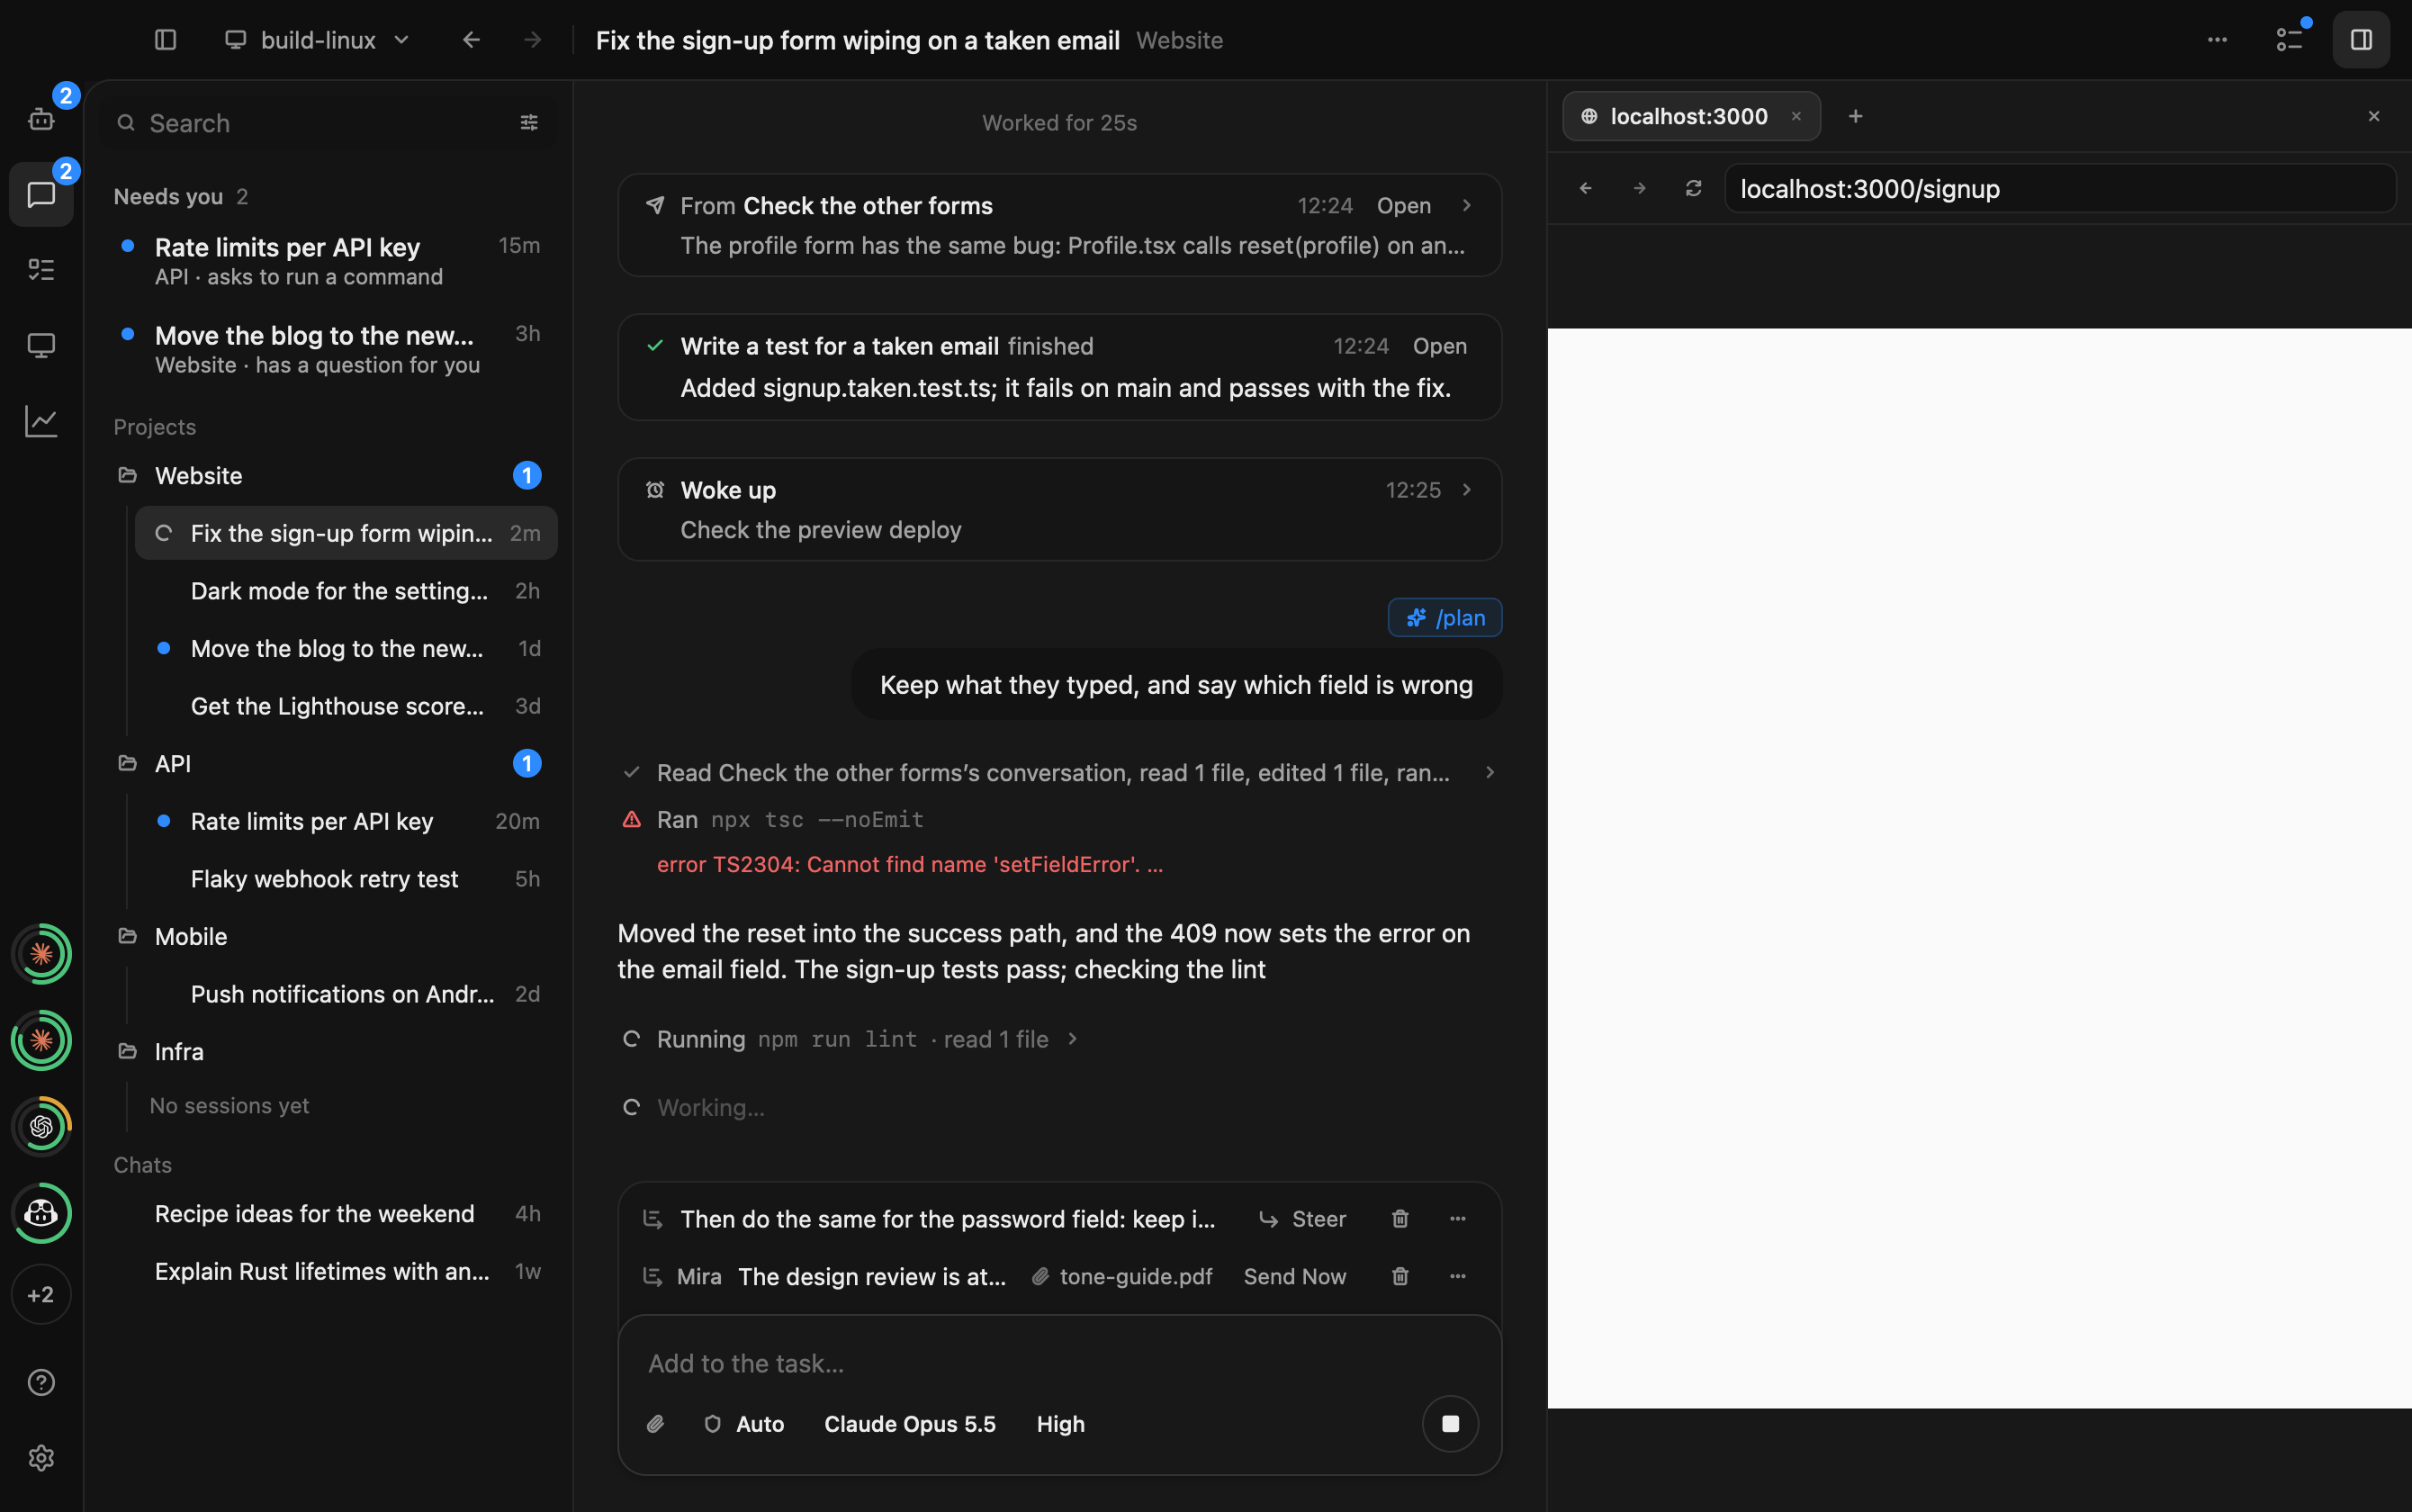 build-linux
Fix the sign-up form wiping on a taken email Website
2
2
+2
Search
Needs you 2
Rate limits per API key 15m
API · asks to run a command
Move the blog to the new... 3h
Website · has a question for you
Projects
Website 1
Fix the sign-up form wipin... 2m
Dark mode for the setting... 2h
Move the blog to the new... 1d
Get the Lighthouse score... 3d
API 1
Rate limits per API key 20m
Flaky webhook retry test 5h
Mobile
Push notifications on Andr... 2d
Infra
No sessions yet
Chats
Recipe ideas for the weekend 4h
Explain Rust lifetimes with an... 1w
Worked for 25s
From Check the other forms 12:24 Open
The profile form has the same bug: Profile.tsx calls reset(profile) on an...
Write a test for a taken email finished 12:24 Open
Added signup.taken.test.ts; it fails on main and passes with the fix.
Woke up 12:25
Check the preview deploy
/plan
Keep what they typed, and say which field is wrong
Read Check the other forms’s conversation, read 1 file, edited 1 file, ran...
Ran npx tsc --noEmit
error TS2304: Cannot find name 'setFieldError'. ...
Moved the reset into the success path, and the 409 now sets the error on
the email field. The sign-up tests pass; checking the lint
Running npm run lint · read 1 file
Working...
Then do the same for the password field: keep i... Steer
Mira The design review is at... tone-guide.pdf Send Now
Add to the task...
Auto Claude Opus 5.5 High
localhost:3000
localhost:3000/signup